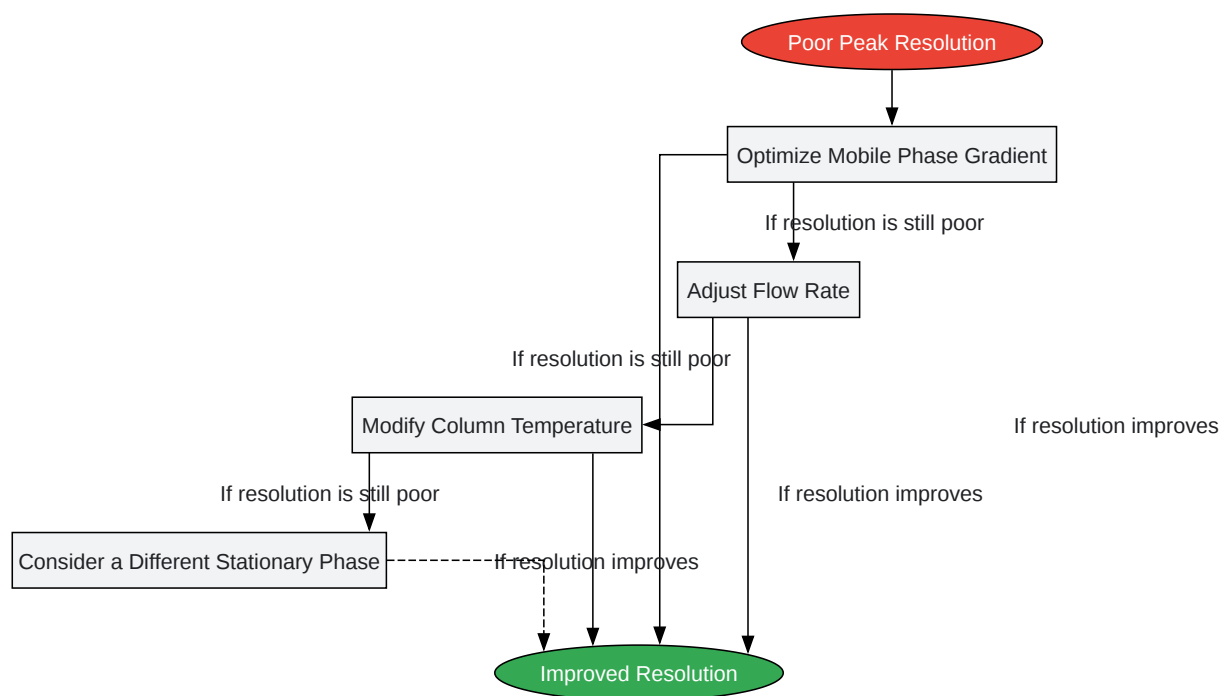 Poor Peak Resolution
Optimize Mobile Phase Gradient
If resolution is still poor
Adjust Flow Rate
If resolution is still poor
Modify Column Temperature
If resolution improves
If resolution is still poor
If resolution improves
Consider a Different Stationary Phase
If resolution improves
Improved Resolution